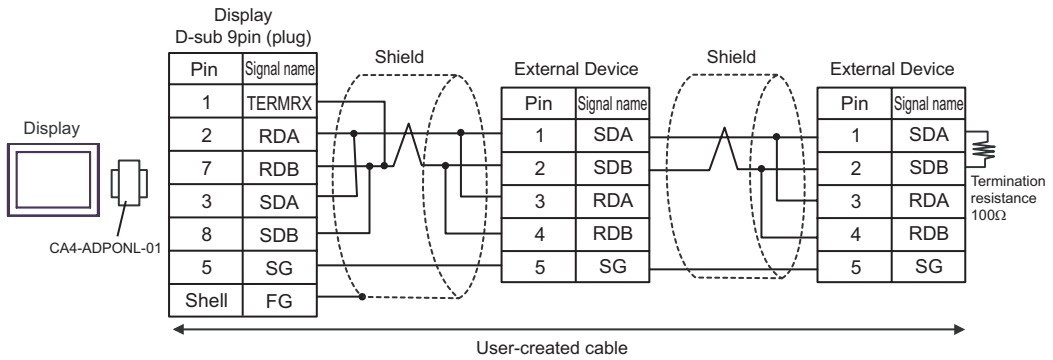 Display
D-sub 9pin (plug)
Shield
External Device
Shield
External Device
Pin Signal name
1 TERMRX
2 RDA
7 RDB
3 SDA
8 SDB
5 SG
Shell FG
Pin Signal name
1 SDA
2 SDB
3 RDA
4 RDB
5 SG
Pin Signal name
1 SDA
2 SDB
3 RDA
4 RDB
5 SG
Display
CA4-ADPONL-01
Termination
resistance
100Ω
User-created cable